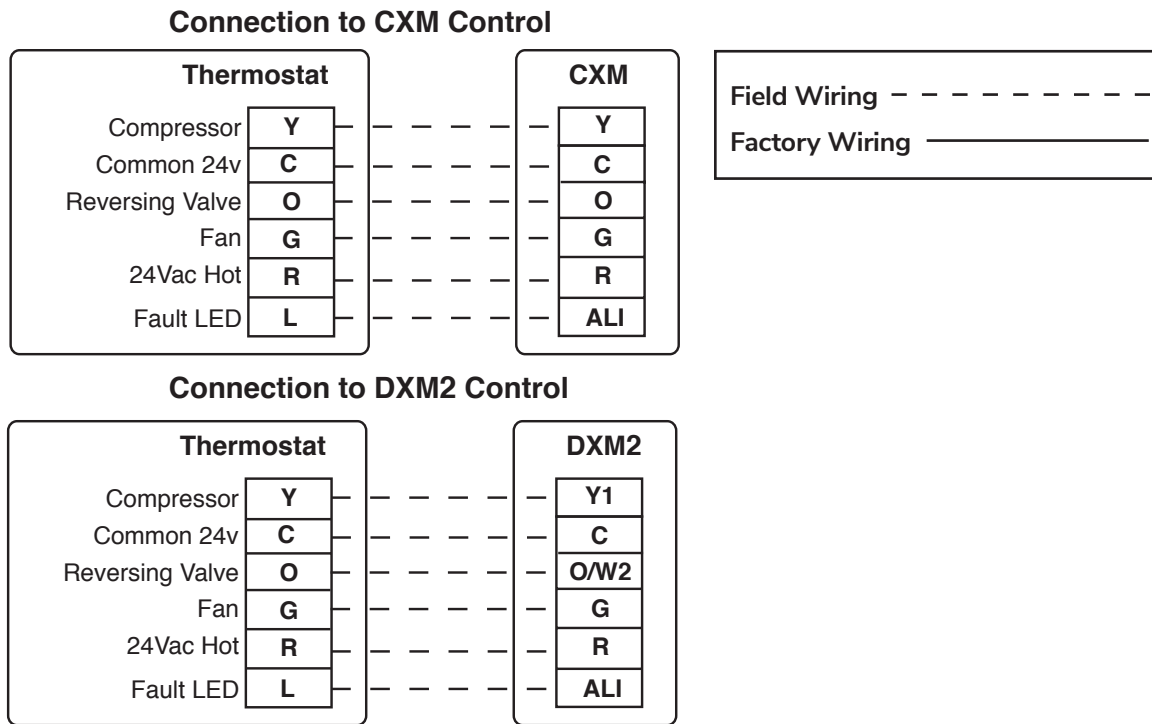 Connection to CXM Control
Thermostat CXM
Compressor Y Y
Common 24v C C
Reversing Valve O O
Fan G G
24Vac Hot R R
Fault LED L ALI
Field Wiring
Factory Wiring
Connection to DXM2 Control
Thermostat DXM2
Compressor Y Y1
Common 24v C C
Reversing Valve O O/W2
Fan G G
24Vac Hot R R
Fault LED L ALI